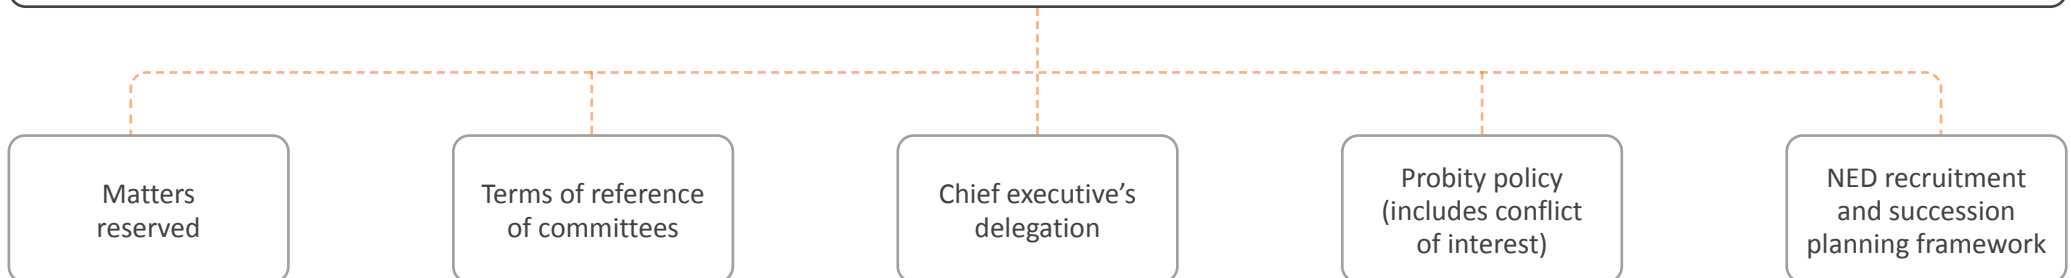 Matters
reserved
Terms of reference
of committees
Chief executive’s
delegation
Probity policy
(includes conflict
of interest)
NED recruitment
and succession
planning framework